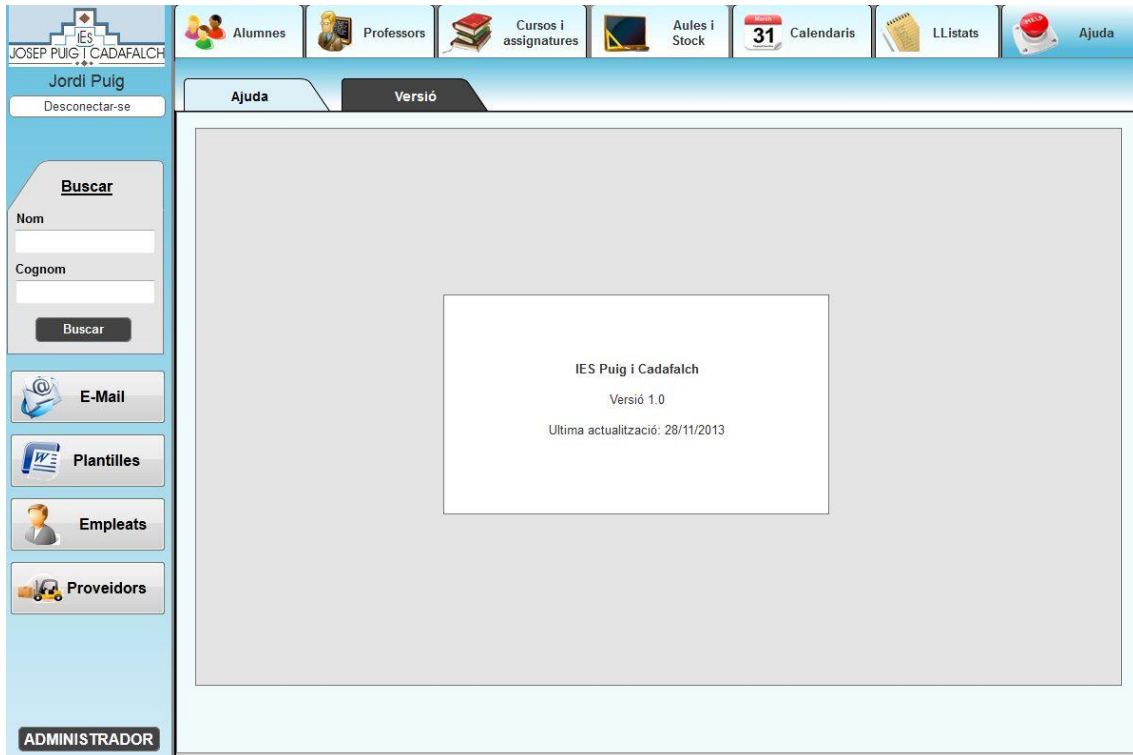 IES
JOSEP PUIG I CADAFALCH
Jordi Puig
Desconectar-se
Alumnes
Professors
Cursos i
assignatures
Aules i
Stock
March
31
Calendaris
LListats
HELP
Ajuda
Ajuda
Versió
Buscar
Nom
Cognom
Buscar
@
E-Mail
W
Plantilles
Empleats
Proveidors
ADMINISTRADOR
IES Puig i Cadafalch
Versió 1.0
Ultima actualització: 28/11/2013